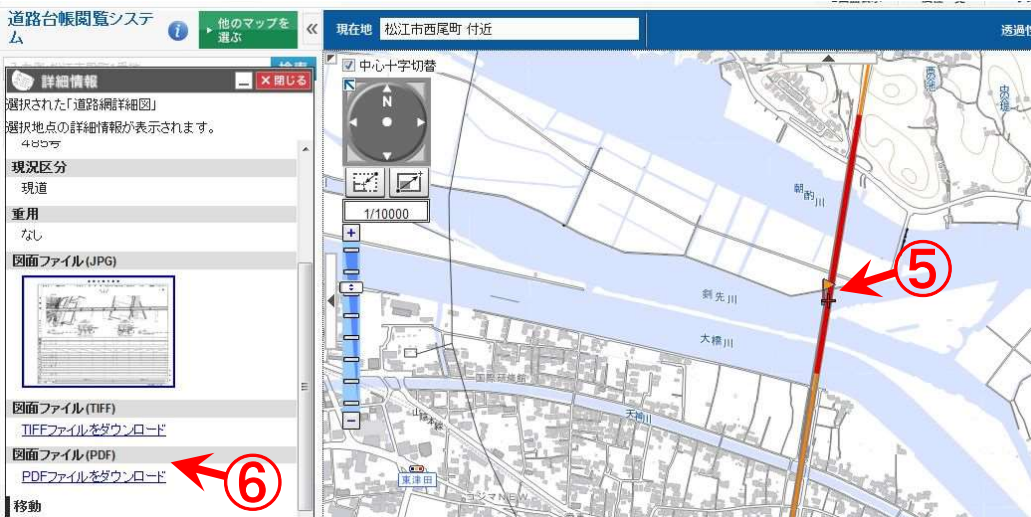 道路台帳閲覧システ
ム
i
他のマップを
選ぶ
«
現在地 松江市西尾町 付近
透過性
詳細情報
_
×閉じる
選択された「道路網詳細図」
選択地点の詳細情報が表示されます。
485号
現況区分
現道
重用
なし
図面ファイル(JPG)
図面ファイル(TIFF)
TIFFファイルをダウンロード
図面ファイル(PDF)
PDFファイルをダウンロード
移動
⑥
中心十字切替
N
1/10000
+
-
朝酌川
剣先川
大橋川
天神川
東津田
コジマNEW
⑤